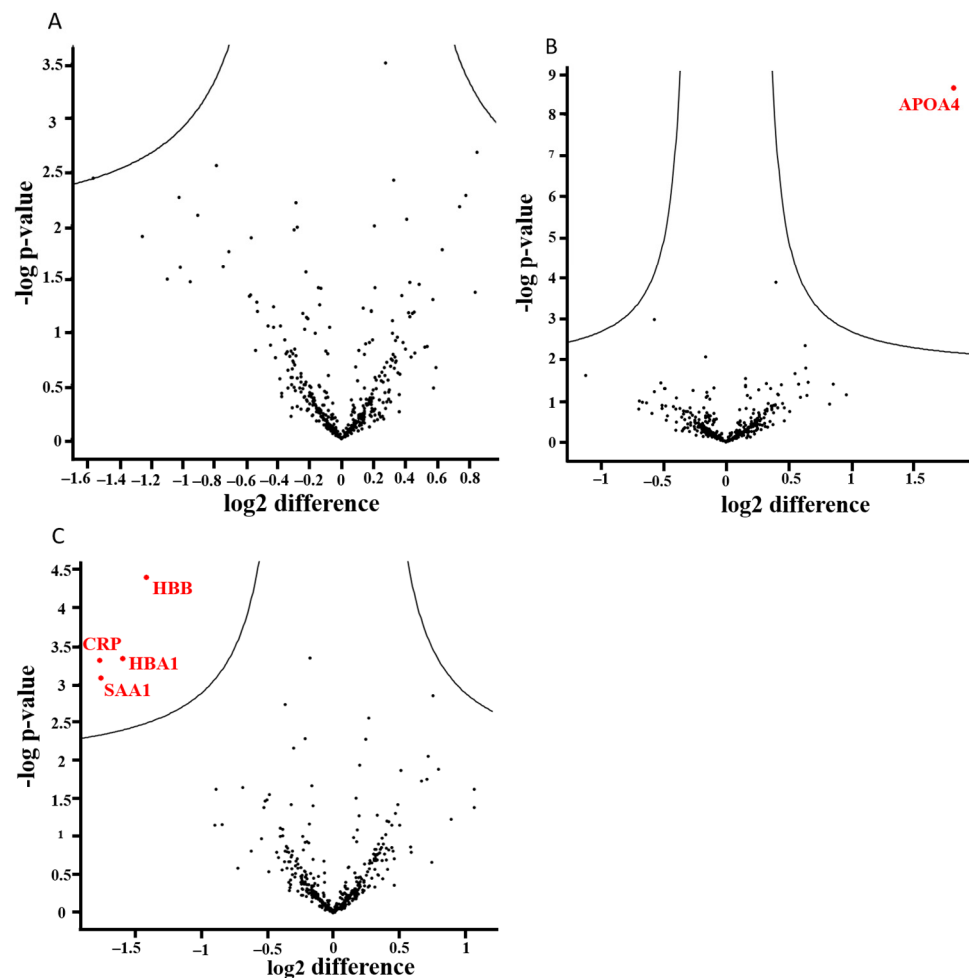 A
3.5
3
2.5
2
1.5
1
0.5
0
-log p-value
−1.6 −1.4 −1.2 −1 −0.8 −0.6 −0.4 −0.2 0 0.2 0.4 0.6 0.8
log2 difference
B
9
8
7
6
5
4
3
2
1
0
-log p-value
APOA4
−1 −0.5 0 0.5 1 1.5
log2 difference
C
4.5
4
3.5
3
2.5
2
1.5
1
0.5
0
-log p-value
HBB
CRP
HBA1
SAA1
−1.5 −1 −0.5 0 0.5 1
log2 difference